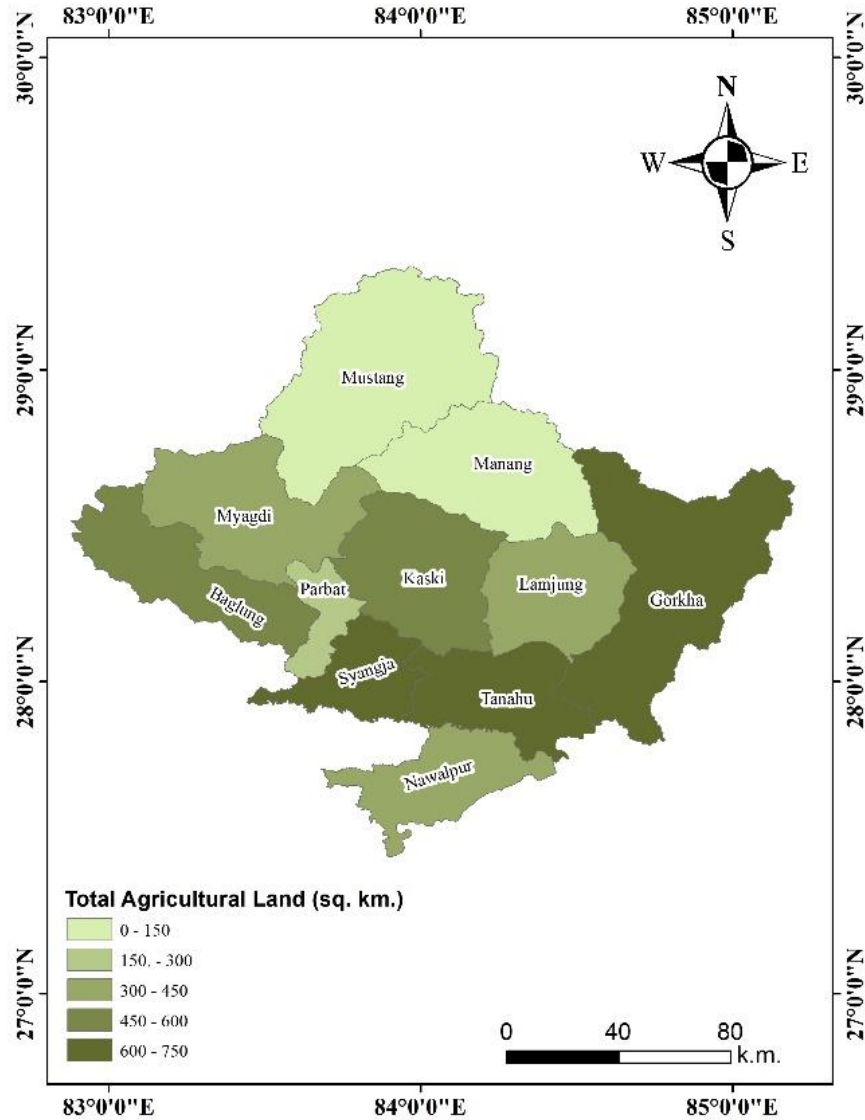 83°0'0"E 84°0'0"E 85°0'0"E
30°0'0"N 30°0'0"N
N
W E
S
29°0'0"N 29°0'0"N
Mustang
Manang
Myagdi
Kaski
Parbat
Lamjung
Baglung
Gorkha
Syangja
28°0'0"N 28°0'0"N
Tanahu
Nawalpur
Total Agricultural Land (sq. km.)
0 - 150
150. - 300
300 - 450
450 - 600
600 - 750
27°0'0"N 27°0'0"N
0 40 80
k.m.
83°0'0"E 84°0'0"E 85°0'0"E